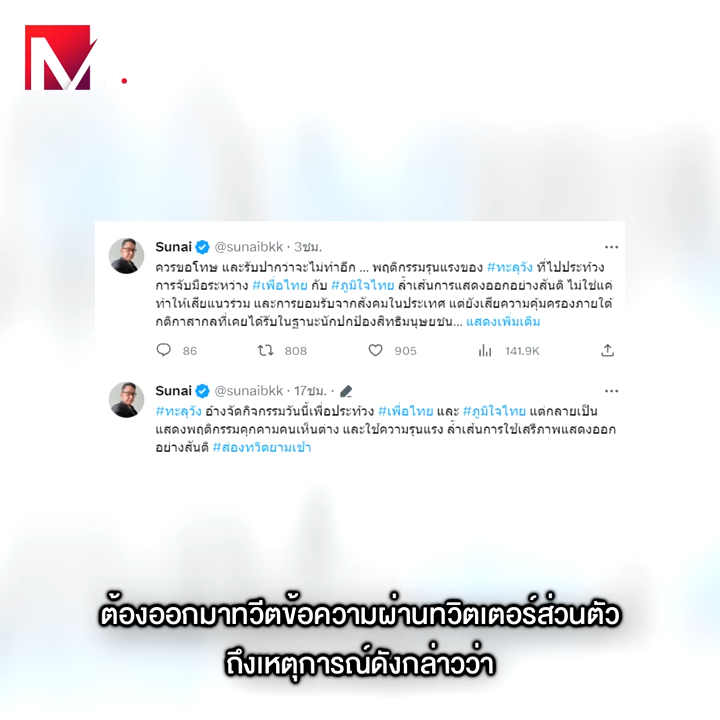 M.
Sunai @sunaibkk · 3ชม.
ควรขอโทษ และรับปากว่าจะไม่ทำอีก ... พฤติกรรมรุนแรงของ #ทะลุวัง ที่ไปประท้วง
การจับมือระหว่าง #เพื่อไทย กับ #ภูมิใจไทย ล้ำเส้นการแสดงออกอย่างสันติ ไม่ใช่แค่
ทำให้เสียแนวร่วม และการยอมรับจากสังคมในประเทศ แต่ยังเสียความคุ้มครองภายใต้
กติกาสากลที่เคยได้รับในฐานะนักปกป้องสิทธิมนุษยชน... แสดงเพิ่มเติม
86 808 905 141.9K
Sunai @sunaibkk · 17ชม. ·
#ทะลุวัง อ้างจัดกิจกรรมวันนี้เพื่อประท้วง #เพื่อไทย และ #ภูมิใจไทย แต่กลายเป็น
แสดงพฤติกรรมคุกคามคนเห็นต่าง และใช้ความรุนแรง ล้ำเส้นการใช้เสรีภาพแสดงออก
อย่างสันติ #ส่องทวิตยามเช้า
ต้องออกมาทวีตข้อความผ่านทวิตเตอร์ส่วนตัว
ถึงเหตุการณ์ดังกล่าวว่า